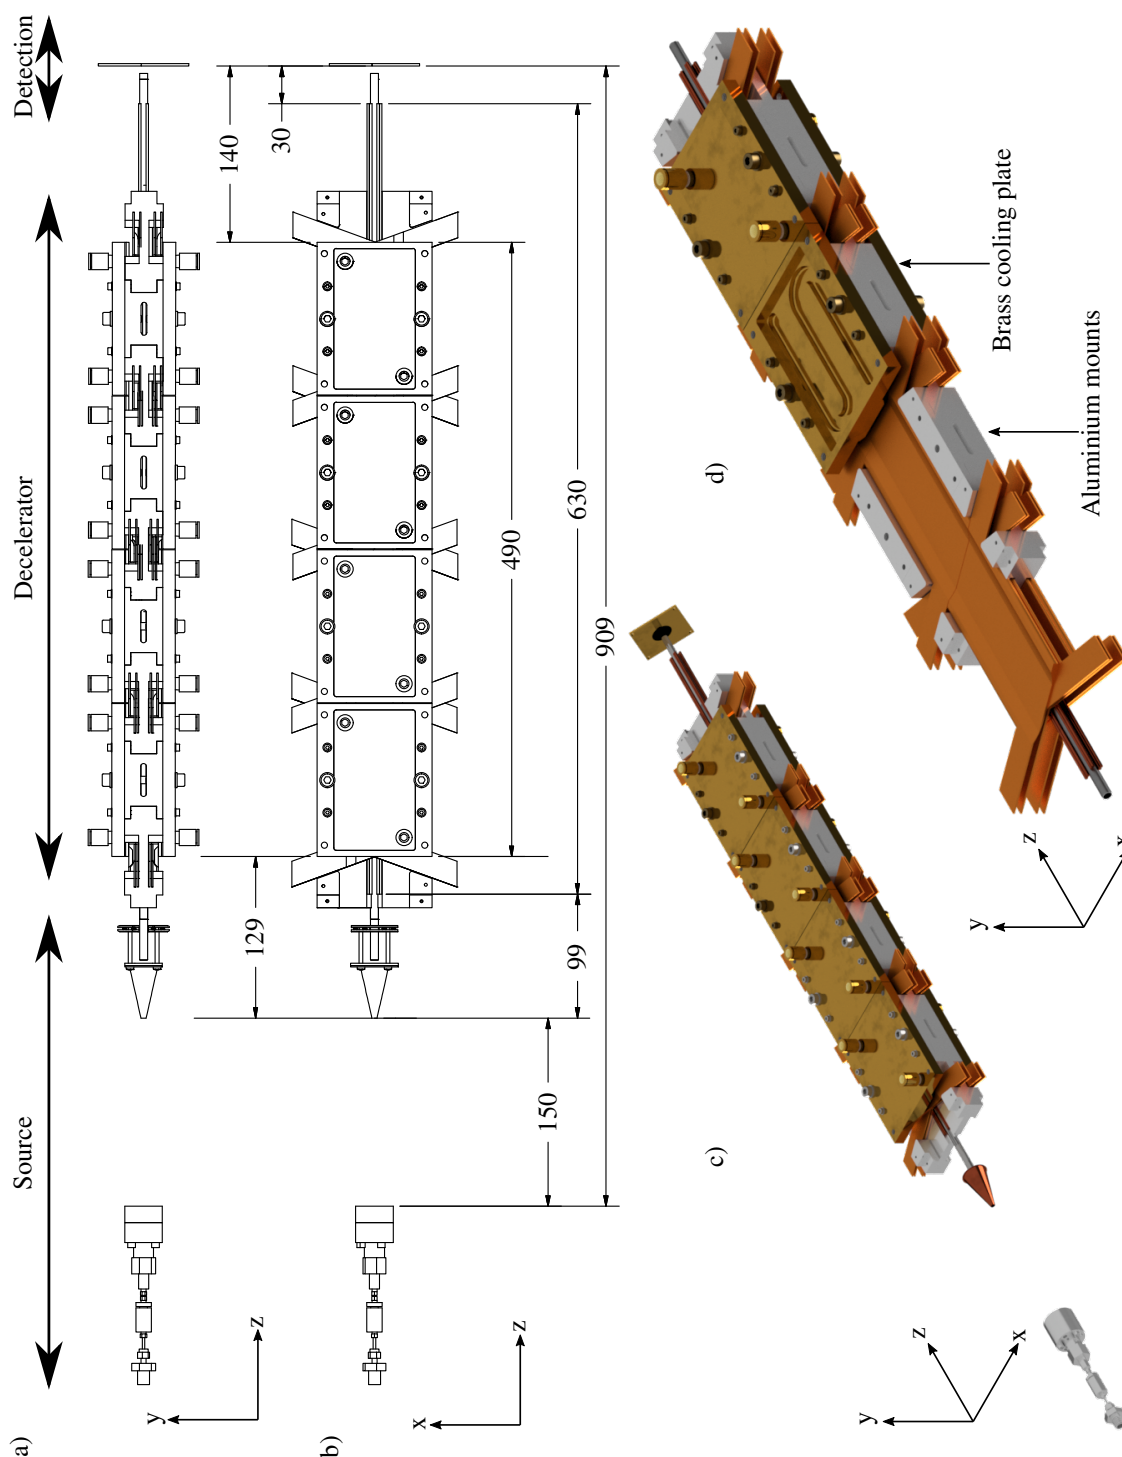 a)
Source
Decelerator
Detection
y
z
129
140
b)
x
z
30
150
99
490
630
909
c)
y
z
x
d)
Brass cooling plate
Aluminium mounts
y
z
x